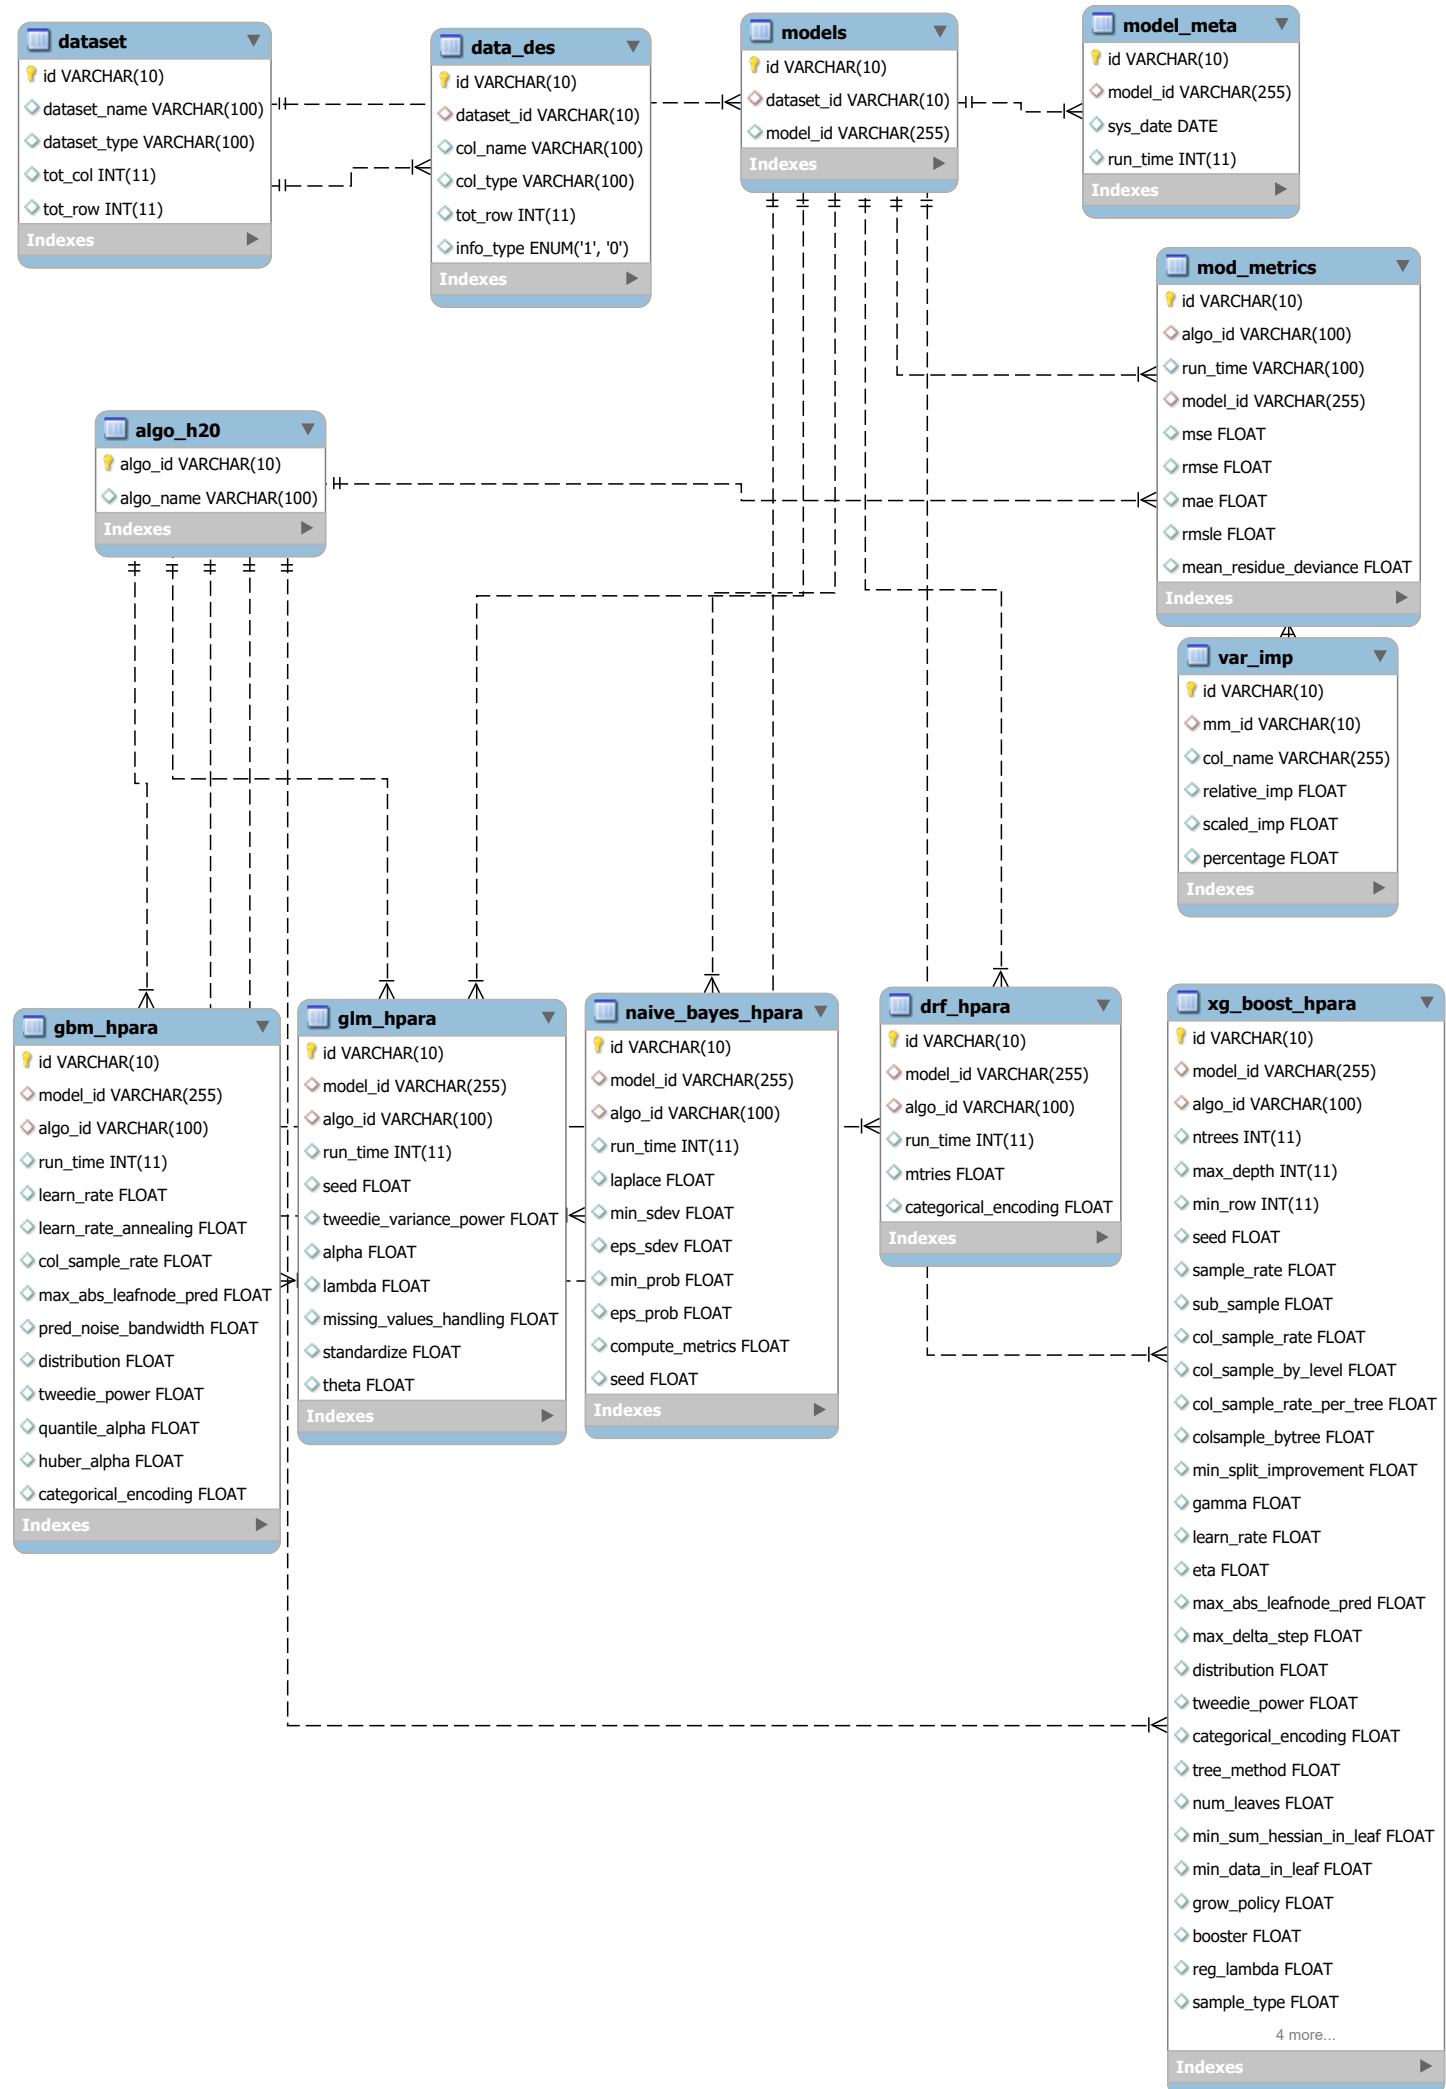 dataset
id VARCHAR(10)
dataset_name VARCHAR(100)
dataset_type VARCHAR(100)
tot_col INT(11)
tot_row INT(11)
Indexes
data_des
id VARCHAR(10)
dataset_id VARCHAR(10)
col_name VARCHAR(100)
col_type VARCHAR(100)
tot_row INT(11)
info_type ENUM('1', '0')
Indexes
models
id VARCHAR(10)
dataset_id VARCHAR(10)
model_id VARCHAR(255)
Indexes
model_meta
id VARCHAR(10)
model_id VARCHAR(255)
sys_date DATE
run_time INT(11)
Indexes
mod_metrics
id VARCHAR(10)
algo_id VARCHAR(100)
run_time VARCHAR(100)
model_id VARCHAR(255)
mse FLOAT
rmse FLOAT
mae FLOAT
rmsle FLOAT
mean_residue_deviance FLOAT
Indexes
algo_h20
algo_id VARCHAR(10)
algo_name VARCHAR(100)
Indexes
var_imp
id VARCHAR(10)
mm_id VARCHAR(10)
col_name VARCHAR(255)
relative_imp FLOAT
scaled_imp FLOAT
percentage FLOAT
Indexes
gbm_hpara
id VARCHAR(10)
model_id VARCHAR(255)
algo_id VARCHAR(100)
run_time INT(11)
learn_rate FLOAT
learn_rate_annealing FLOAT
col_sample_rate FLOAT
max_abs_leafnode_pred FLOAT
pred_noise_bandwidth FLOAT
distribution FLOAT
tweedie_power FLOAT
quantile_alpha FLOAT
huber_alpha FLOAT
categorical_encoding FLOAT
Indexes
glm_hpara
id VARCHAR(10)
model_id VARCHAR(255)
algo_id VARCHAR(100)
run_time INT(11)
seed FLOAT
tweedie_variance_power FLOAT
alpha FLOAT
lambda FLOAT
missing_values_handling FLOAT
standardize FLOAT
theta FLOAT
Indexes
naive_bayes_hpara
id VARCHAR(10)
model_id VARCHAR(255)
algo_id VARCHAR(100)
run_time INT(11)
laplace FLOAT
min_sdev FLOAT
eps_sdev FLOAT
min_prob FLOAT
eps_prob FLOAT
compute_metrics FLOAT
seed FLOAT
Indexes
drf_hpara
id VARCHAR(10)
model_id VARCHAR(255)
algo_id VARCHAR(100)
run_time INT(11)
mtries FLOAT
categorical_encoding FLOAT
Indexes
xg_boost_hpara
id VARCHAR(10)
model_id VARCHAR(255)
algo_id VARCHAR(100)
ntrees INT(11)
max_depth INT(11)
min_row INT(11)
seed FLOAT
sample_rate FLOAT
sub_sample FLOAT
col_sample_rate FLOAT
col_sample_by_level FLOAT
col_sample_rate_per_tree FLOAT
colsample_bytree FLOAT
min_split_improvement FLOAT
gamma FLOAT
learn_rate FLOAT
eta FLOAT
max_abs_leafnode_pred FLOAT
max_delta_step FLOAT
distribution FLOAT
tweedie_power FLOAT
categorical_encoding FLOAT
tree_method FLOAT
num_leaves FLOAT
min_sum_hessian_in_leaf FLOAT
min_data_in_leaf FLOAT
grow_policy FLOAT
booster FLOAT
reg_lambda FLOAT
sample_type FLOAT
4 more...
Indexes